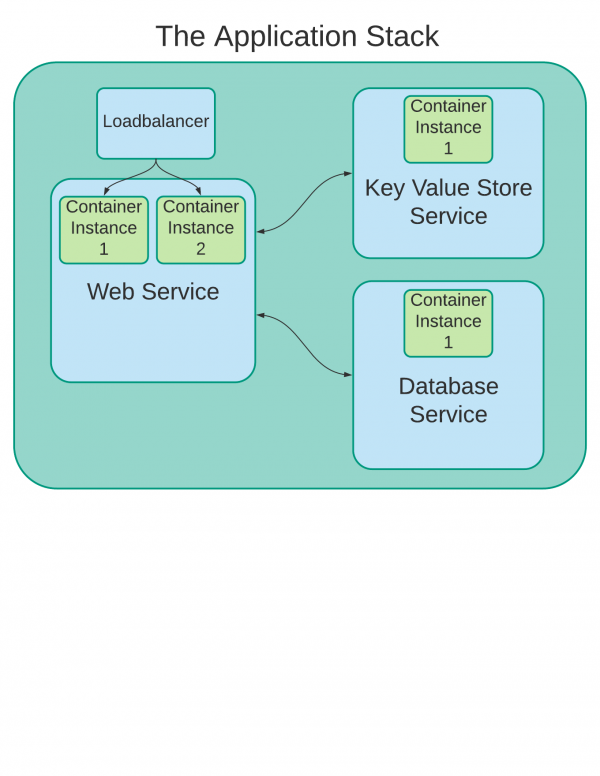 The Application Stack
Loadbalancer
Container
Instance
1
Container
Instance
2
Web Service
Container
Instance
1
Key Value Store
Service
Container
Instance
1
Database
Service